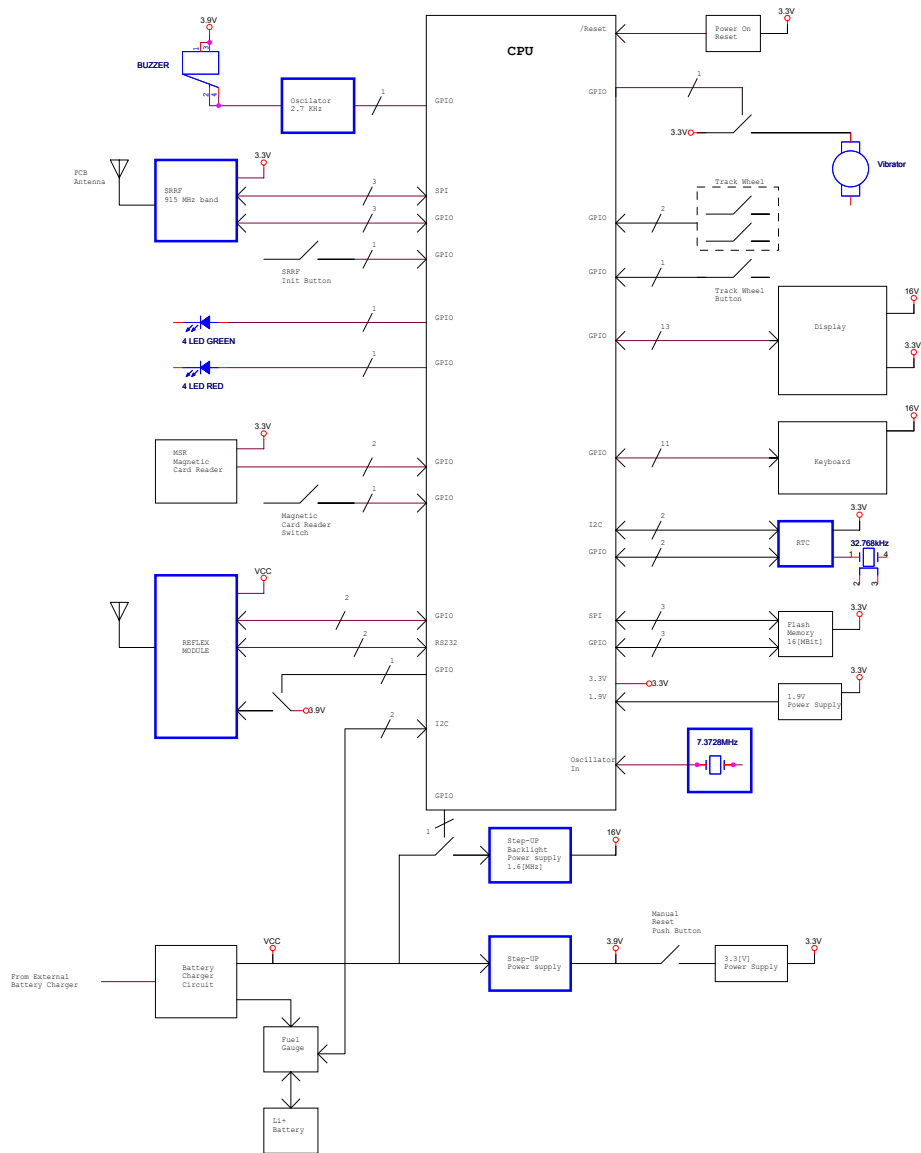 3.9V
3.3V
CPU
/Reset
Power On
Reset
1
3
BUZZER
2
4
Oscilator
2.7 KHz
1
GPIO
GPIO
1
3.3V
Vibrator
PCB
Antenna
3.3V
SRRF
915 MHz band
3
SPI
3
GPIO
Track Wheel
GPIO
2
SRRF
Init Button
1
GPIO
GPIO
1
Track Wheel
Button
1
GPIO
4 LED GREEN
GPIO
13
Display
16V
3.3V
1
GPIO
4 LED RED
3.3V
MSR
Magnetic
Card Reader
2
GPIO
1
GPIO
Magnetic
Card Reader
Switch
GPIO
11
Keyboard
16V
I2C
2
GPIO
2
RTC
3.3V
32.768kHz
1
4
2
3
VCC
REFLEX
MODULE
2
GPIO
2
RS232
1
GPIO
3.9V
2
I2C
SPI
3
GPIO
3
Flash
Memory
16[MBit]
3.3V
3.3V
3.3V
1.9V
1.9V
Power Supply
3.3V
Oscillator
In
7.3728MHz
GPIO
1
Step-UP
Backlight
Power supply
1.6[MHz]
16V
From External
Battery Charger
Battery
Charger
Circuit
VCC
Step-UP
Power supply
3.9V
Manual
Reset
Push Button
3.3[V]
Power Supply
3.3V
Fuel
Gauge
Li+
Battery